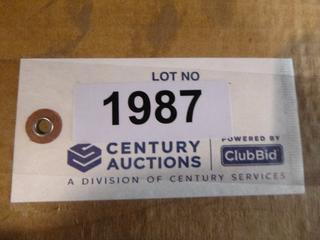 LOT NO
1987
CENTURY
AUCTIONS
POWERED BY
ClubBid
A DIVISION OF CENTURY SERVICES